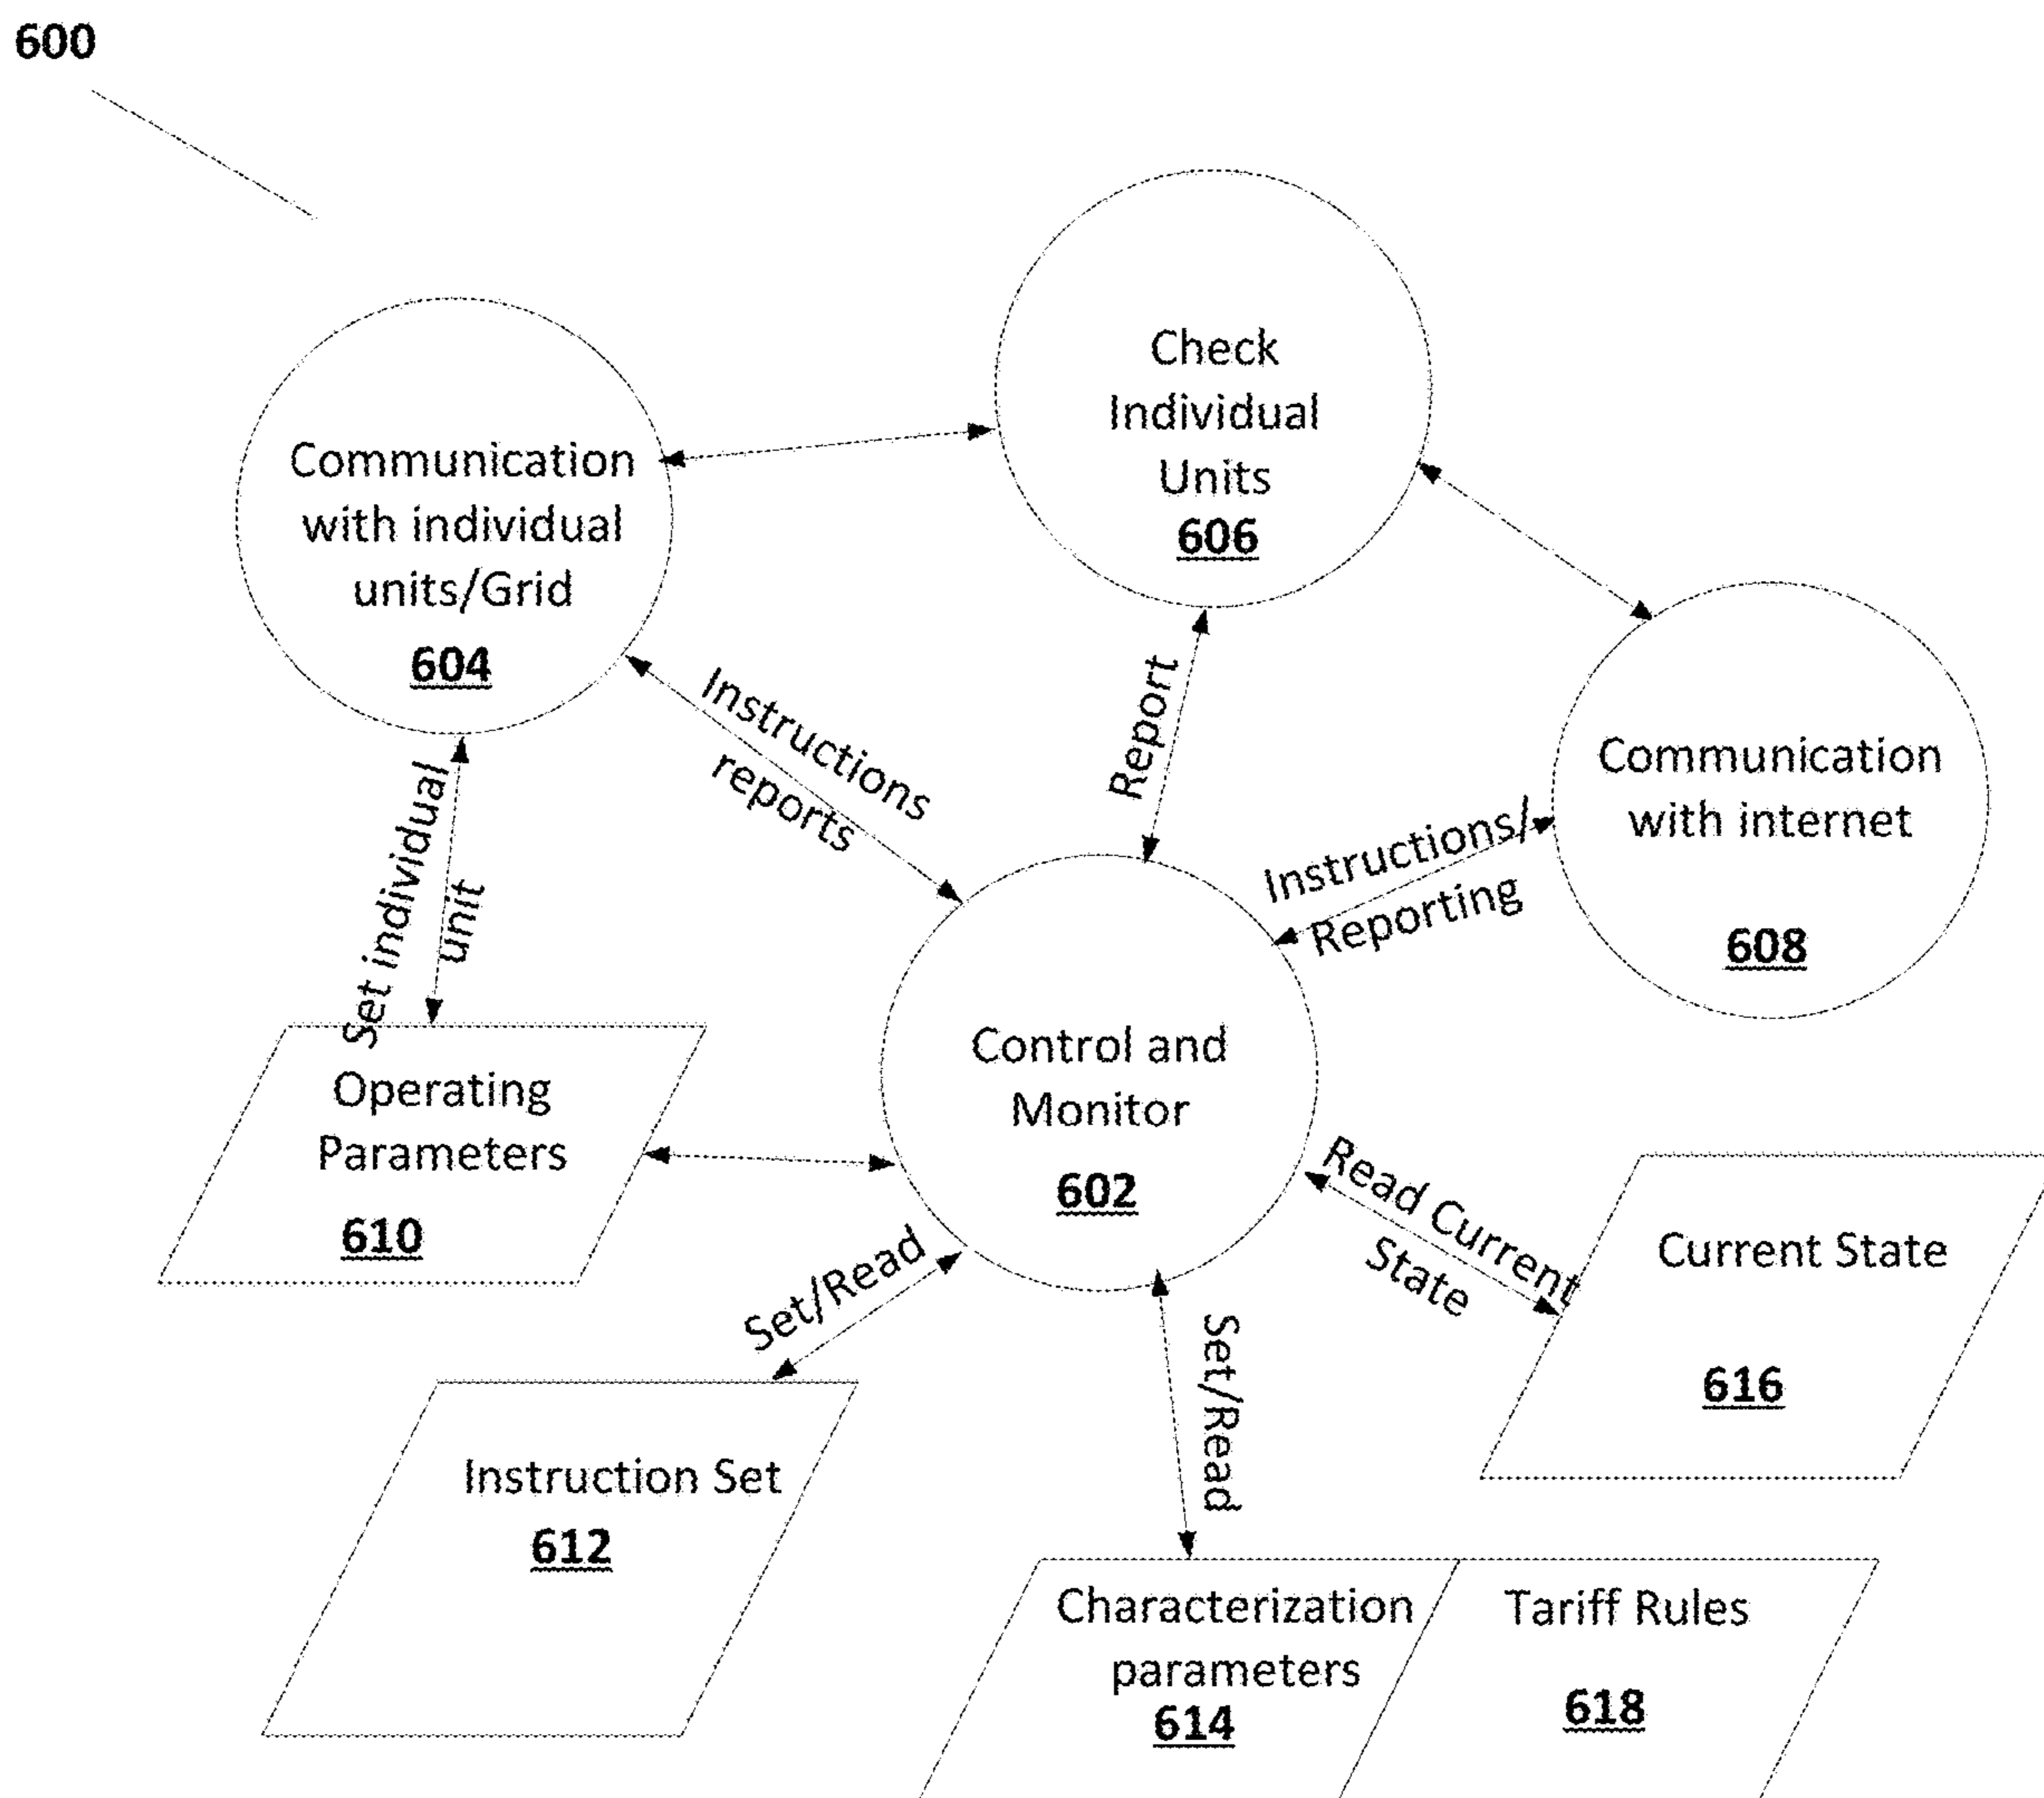 600
Check
Individual
Units
606
Communication
with individual
units/Grid
604
Instructions
reports
Report
Communication
with internet
608
Instructions/
Reporting
Set individual
unit
Control and
Monitor
602
Operating
Parameters
610
Read Current
State
Current State
616
Set/Read
Set/Read
Instruction Set
612
Characterization
parameters
614
Tariff Rules
618